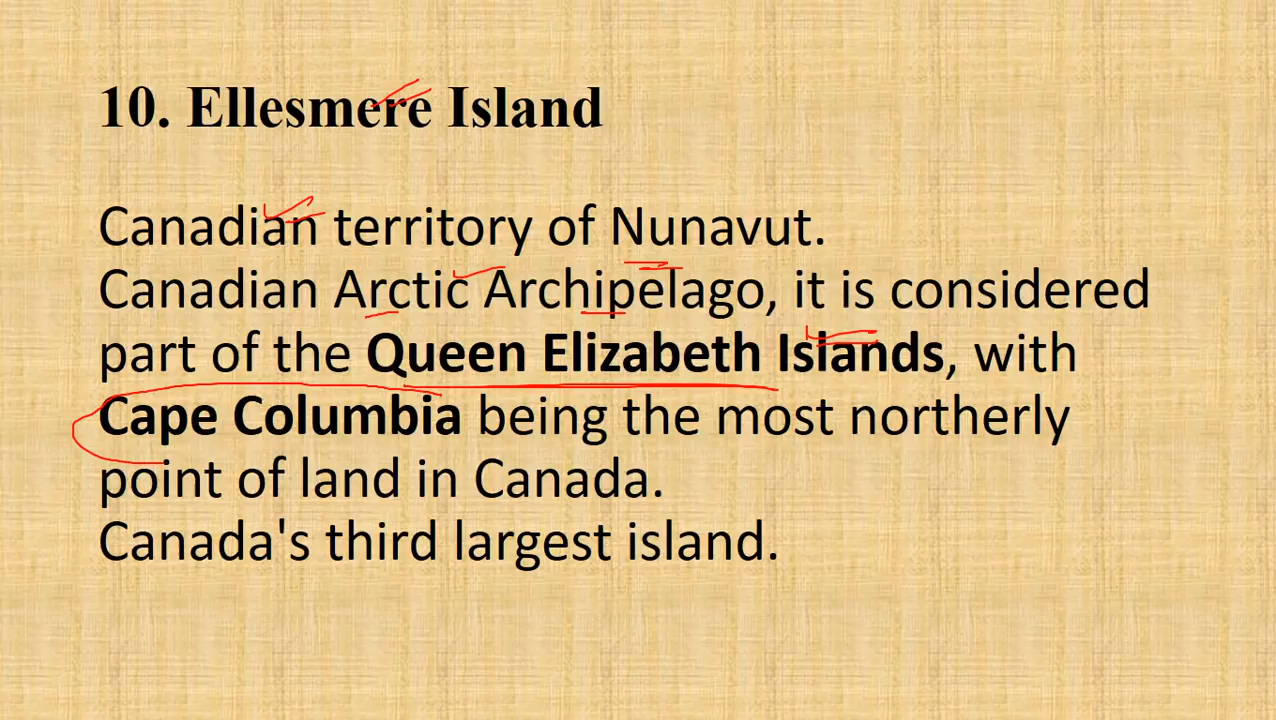 10. Ellesmere Island
Canadian territory of Nunavut.
Canadian Arctic Archipelago, it is considered
part of the Queen Elizabeth Islands, with
Cape Columbia being the most northerly
point of land in Canada.
Canada's third largest island.